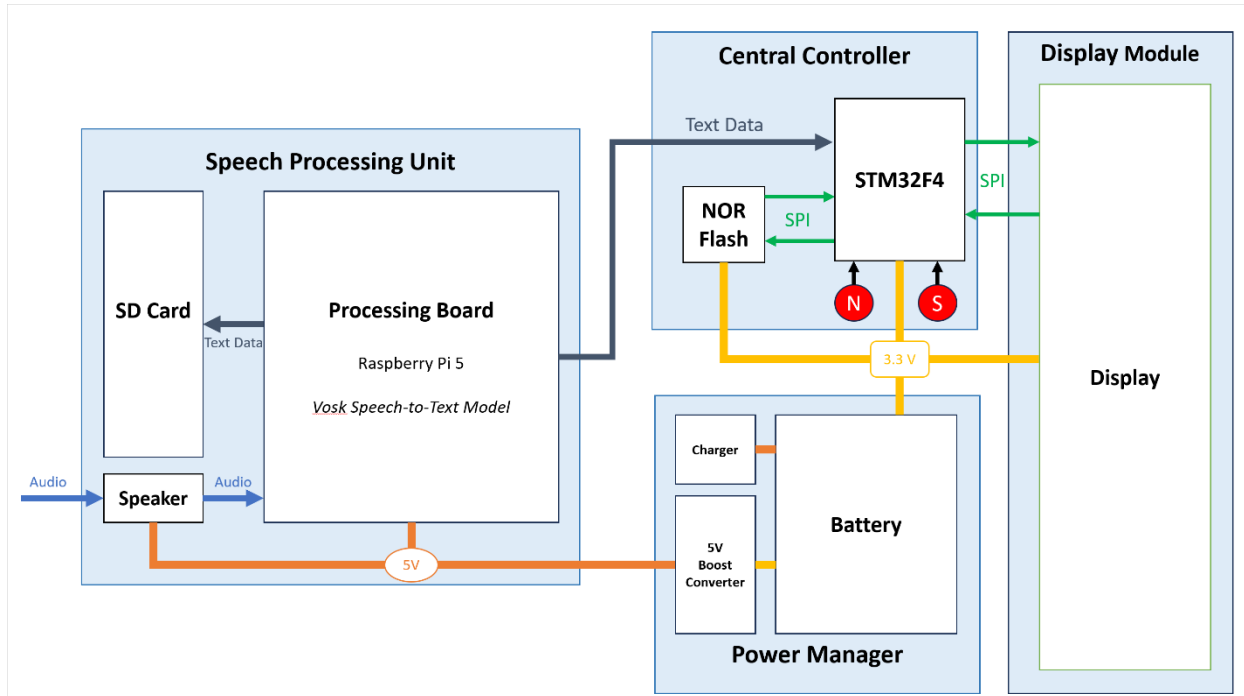 Central Controller
Display Module
Text Data
Speech Processing Unit
STM32F4
SPI
NOR
Flash
SPI
SD Card
Processing Board
Text Data
Raspberry Pi 5
Vosk Speech-to-Text Model
N
S
3.3 V
Display
Audio
Speaker
Audio
Charger
Battery
5V
5V
Boost
Converter
Power Manager